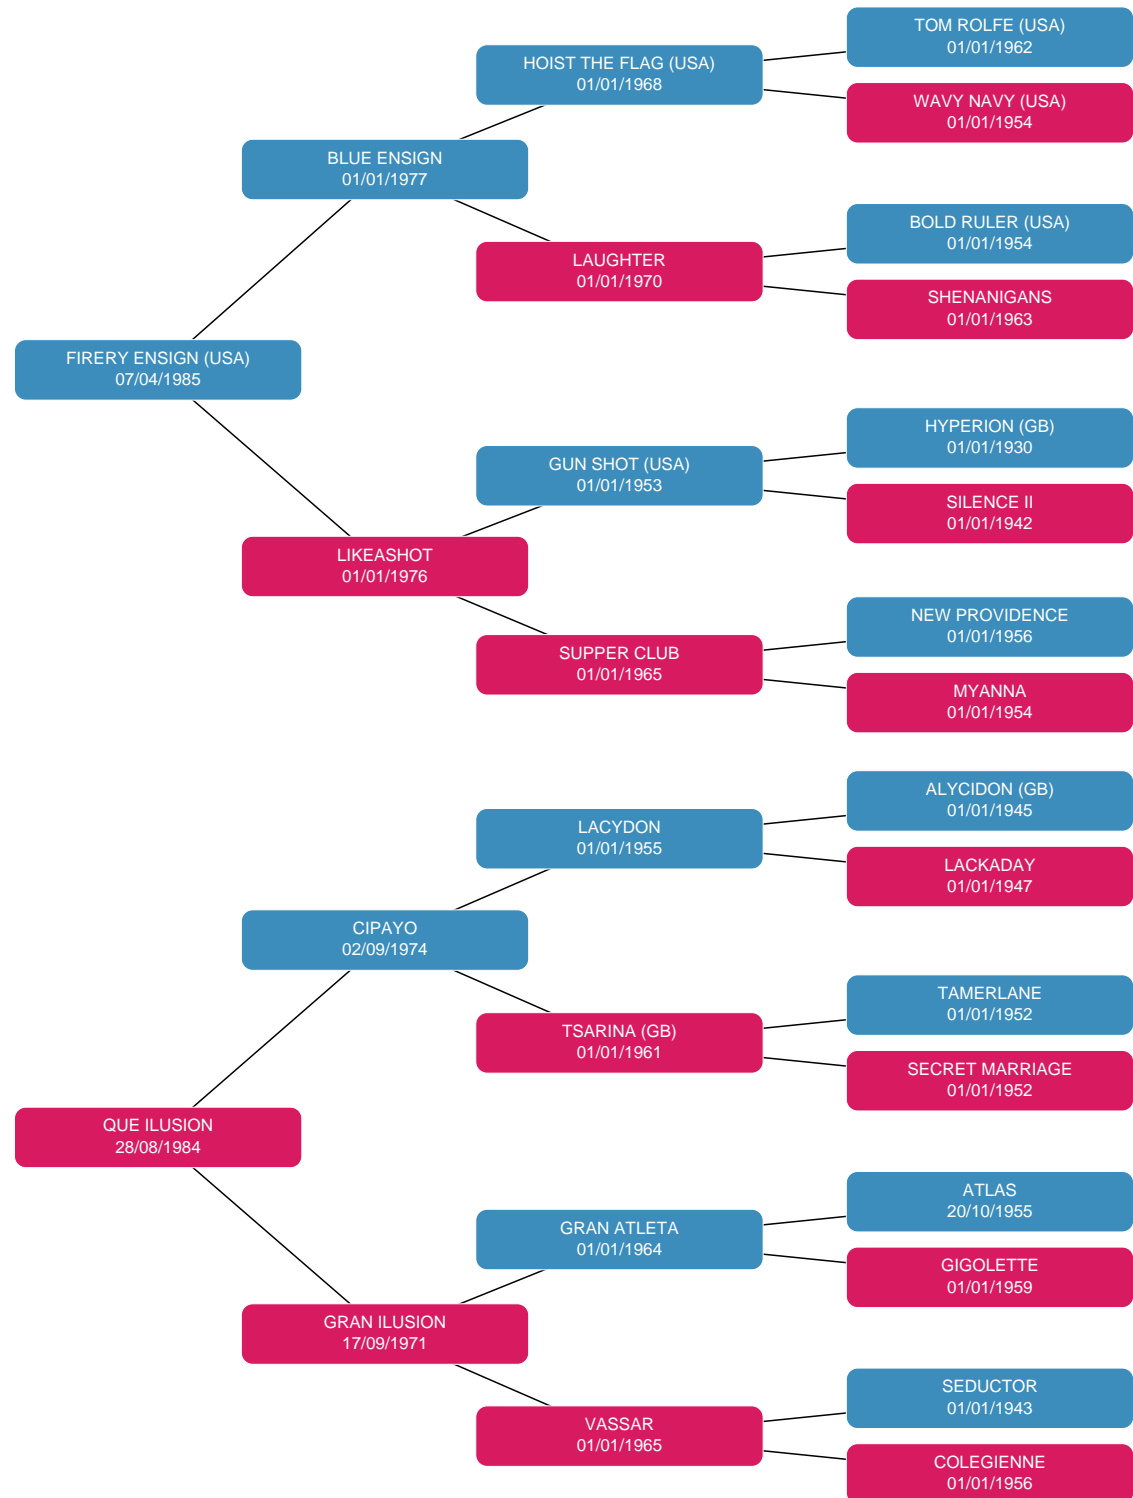 TOM ROLFE (USA)
01/01/1962
HOIST THE FLAG (USA)
01/01/1968
WAVY NAVY (USA)
01/01/1954
BLUE ENSIGN
01/01/1977
BOLD RULER (USA)
01/01/1954
LAUGHTER
01/01/1970
SHENANIGANS
01/01/1963
FIRERY ENSIGN (USA)
07/04/1985
HYPERION (GB)
01/01/1930
GUN SHOT (USA)
01/01/1953
SILENCE II
01/01/1942
LIKEASHOT
01/01/1976
NEW PROVIDENCE
01/01/1956
SUPPER CLUB
01/01/1965
MYANNA
01/01/1954
ALYCIDON (GB)
01/01/1945
LACYDON
01/01/1955
LACKADAY
01/01/1947
CIPAYO
02/09/1974
TAMERLANE
01/01/1952
TSARINA (GB)
01/01/1961
SECRET MARRIAGE
01/01/1952
QUE ILUSION
28/08/1984
ATLAS
20/10/1955
GRAN ATLETA
01/01/1964
GIGOLETTE
01/01/1959
GRAN ILUSION
17/09/1971
SEDUCTOR
01/01/1943
VASSAR
01/01/1965
COLEGIENNE
01/01/1956